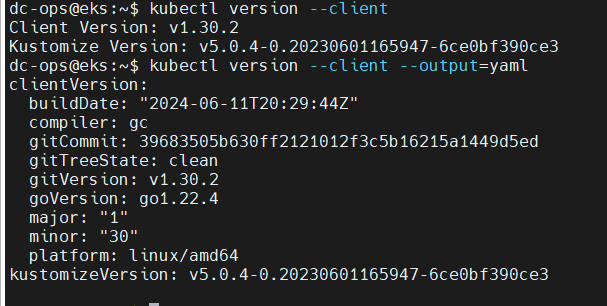 dc-ops@eks:~$ kubectl version --client
Client Version: v1.30.2
Kustomize Version: v5.0.4-0.20230601165947-6ce0bf390ce3
dc-ops@eks:~$ kubectl version --client --output=yaml
clientVersion:
  buildDate: "2024-06-11T20:29:44Z"
  compiler: gc
  gitCommit: 39683505b630ff2121012f3c5b16215a1449d5ed
  gitTreeState: clean
  gitVersion: v1.30.2
  goVersion: go1.22.4
  major: "1"
  minor: "30"
  platform: linux/amd64
kustomizeVersion: v5.0.4-0.20230601165947-6ce0bf390ce3